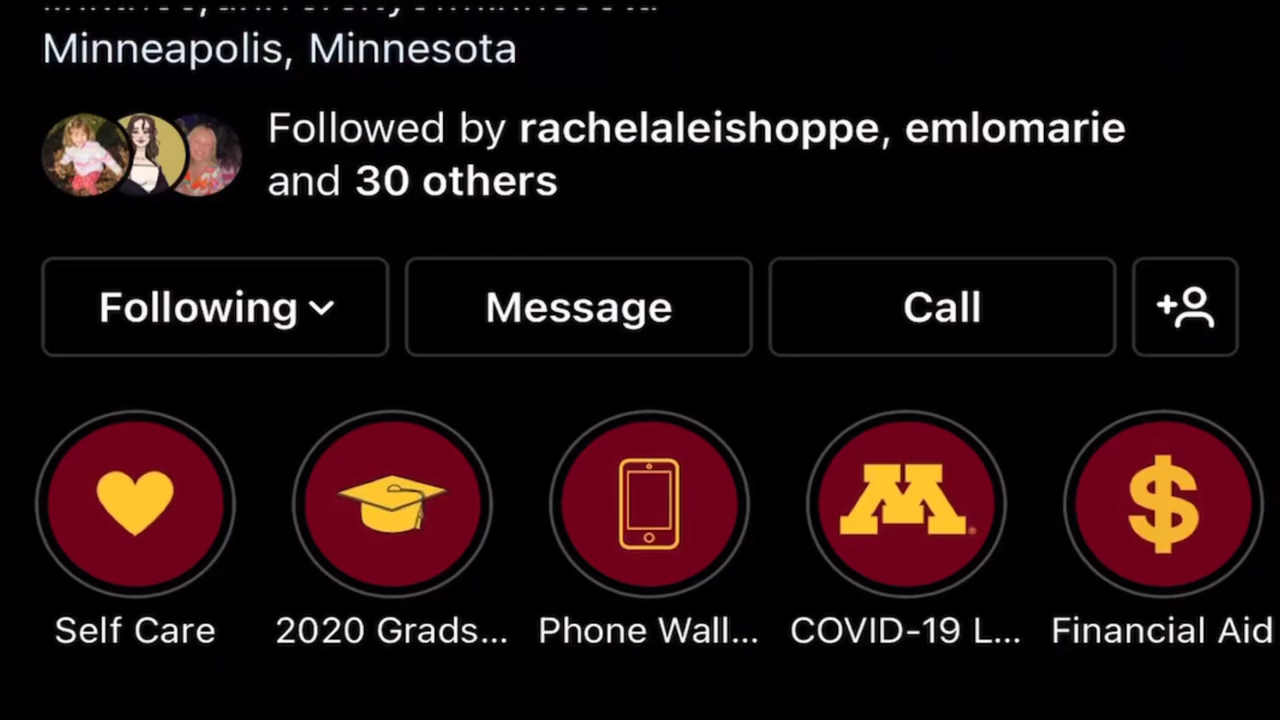 Minneapolis, Minnesota
Followed by rachelaleishoppe, emlomarie
and 30 others
Following
Message
Call
M
$
Self Care
2020 Grads...
Phone Wall...
COVID-19 L...
Financial Aid